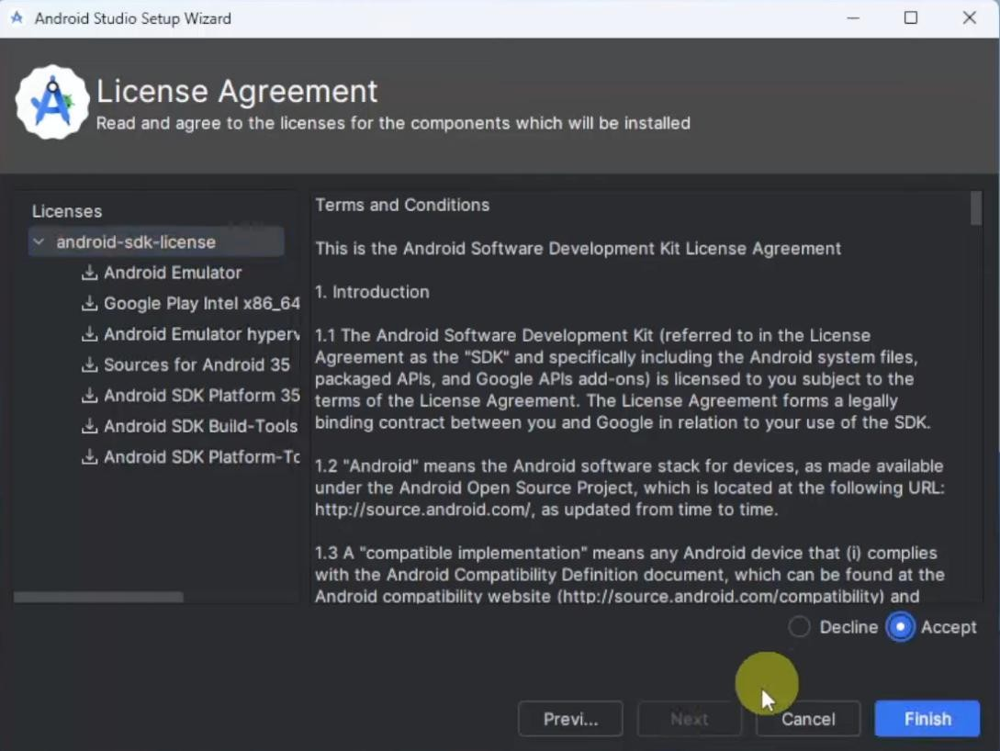 Android Studio Setup Wizard
License Agreement
Read and agree to the licenses for the components which will be installed
Licenses
android-sdk-license
Android Emulator
Google Play Intel x86_64
Android Emulator hyperv
Sources for Android 35
Android SDK Platform 35
Android SDK Build-Tools
Android SDK Platform-To
Terms and Conditions
This is the Android Software Development Kit License Agreement
1. Introduction
1.1 The Android Software Development Kit (referred to in the License
Agreement as the "SDK" and specifically including the Android system files,
packaged APIs, and Google APIs add-ons) is licensed to you subject to the
terms of the License Agreement. The License Agreement forms a legally
binding contract between you and Google in relation to your use of the SDK.
1.2 "Android" means the Android software stack for devices, as made available
under the Android Open Source Project, which is located at the following URL:
http://source.android.com/, as updated from time to time.
1.3 A "compatible implementation" means any Android device that (i) complies
with the Android Compatibility Definition document, which can be found at the
Android compatibility website (http://source.android.com/compatibility) and
Decline Accept
Previ... Next Cancel Finish